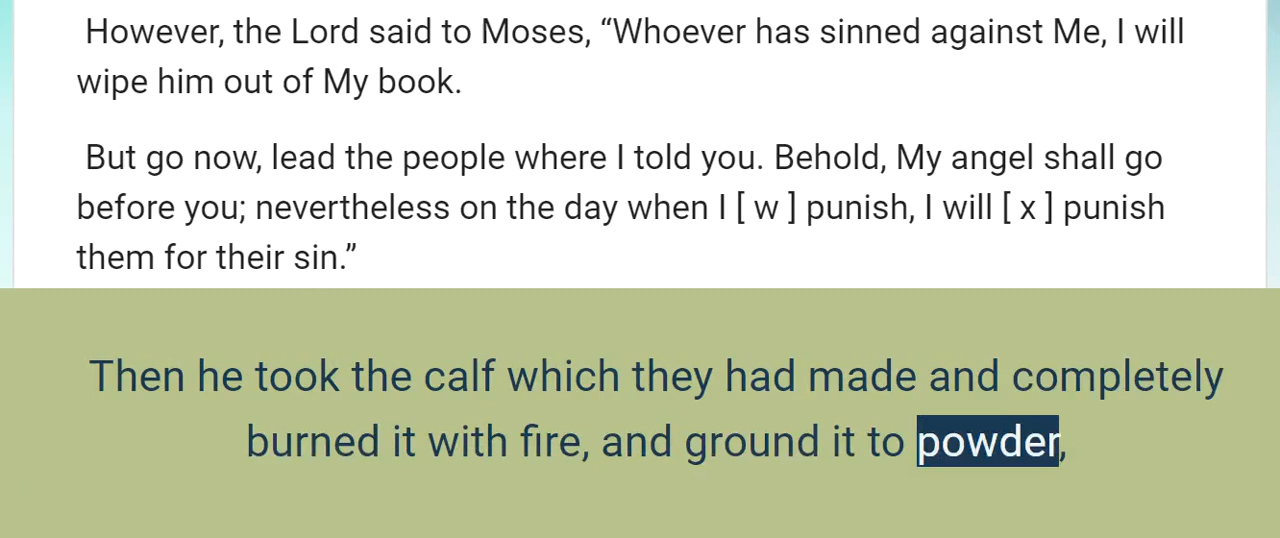 However, the Lord said to Moses, “Whoever has sinned against Me, I will
wipe him out of My book.
But go now, lead the people where I told you. Behold, My angel shall go
before you; nevertheless on the day when I [ w ] punish, I will [ x ] punish
them for their sin.”
Then he took the calf which they had made and completely
burned it with fire, and ground it to powder,